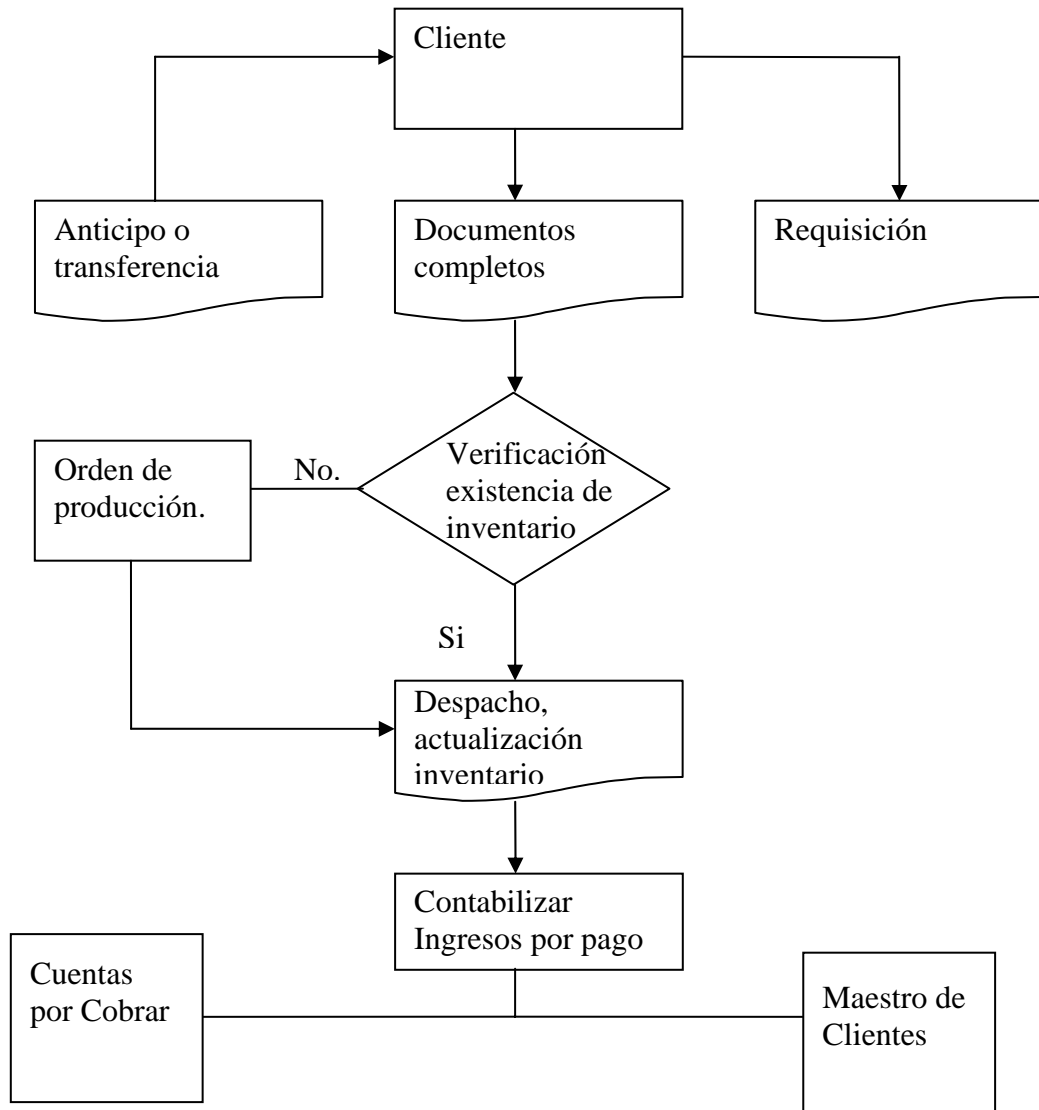 Cliente
Anticipo o
transferencia
Documentos
completos
Requisición
Verificación
existencia de
inventario
No.
Orden de
producción.
Si
Despacho,
actualización
inventario
Contabilizar
Ingresos por pago
Cuentas
por Cobrar
Maestro de
Clientes